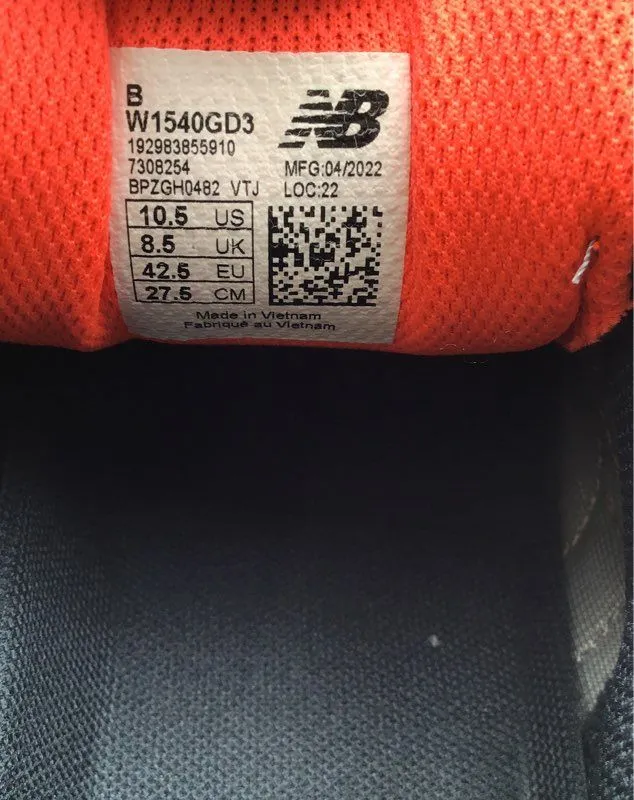 B
W1540GD3
NB
192983855910
7308254
MFG:04/2022
BPZGH0482 VTJ
LOC:22
10.5 US
8.5 UK
42.5 EU
27.5 CM
Made in Vietnam
Fabriqué au Vietnam